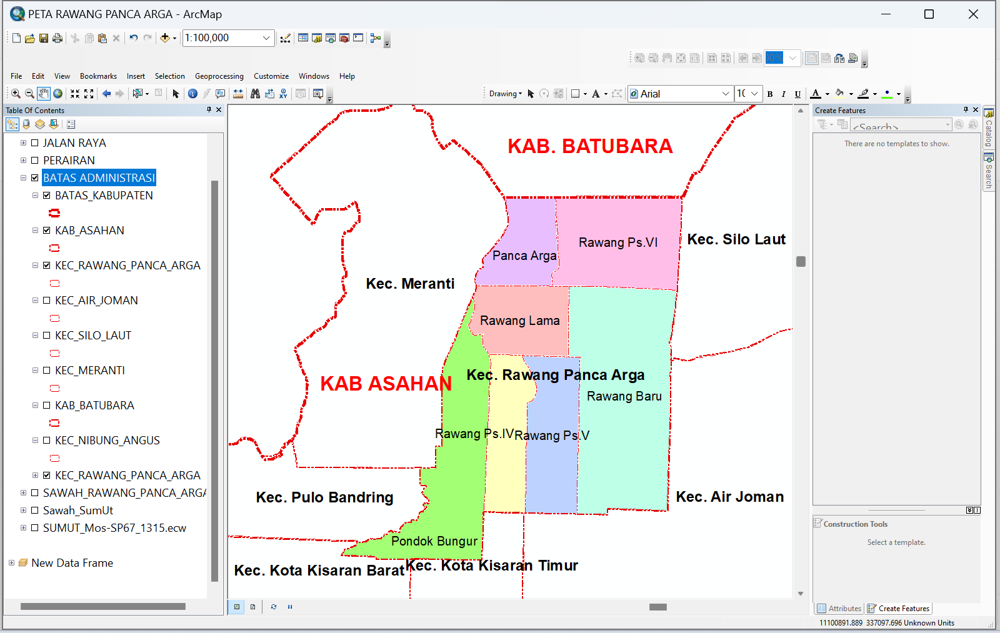 PETA RAWANG PANCA ARGA - ArcMap
1:100,000
File Edit View Bookmarks Insert Selection Geoprocessing Customize Windows Help
Drawing
Arial
B I U A
Table Of Contents
JALAN RAYA
PERAIRAN
BATAS ADMINISTRASI
BATAS_KABUPATEN
KAB_ASAHAN
KEC_RAWANG_PANCA_ARGA
KEC_AIR_JOMAN
KEC_SILO_LAUT
KEC_MERANTI
KAB_BATUBARA
KEC_NIBUNG_ANGUS
KEC_RAWANG_PANCA_ARGA
SAWAH_RAWANG_PANCA_ARGA
Sawah_SumUt
SUMUT_Mos-SP67_1315.ecw
New Data Frame
KAB. BATUBARA
Kec. Silo Laut
Rawang Ps.VI
Panca Arga
Kec. Meranti
Rawang Lama
Kec. Rawang Panca Arga
KAB ASAHAN
Rawang Baru
Rawang Ps.IV
Rawang Ps.V
Kec. Pulo Bandring
Kec. Air Joman
Pondok Bungur
Kec. Kota Kisaran Barat
Kec. Kota Kisaran Timur
Create Features
<Search>
There are no templates to show.
Construction Tools
Select a template.
Attributes
Create Features
Catalog
Search
11100891.889 337097.696 Unknown Units